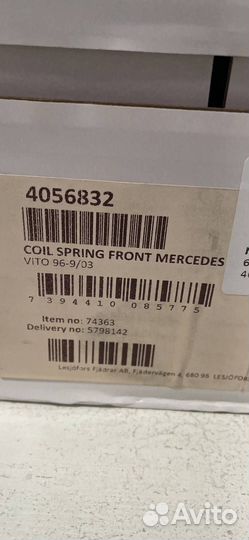 4056832
COIL SPRING FRONT MERCEDES
VITO 96-9/03
7 394410 085775
Item no: 74363
Delivery no: 5798142
Lesjöfors Fjädrar AB, Fjädervägen 4, 680 96 LESJÖFOR
Avito